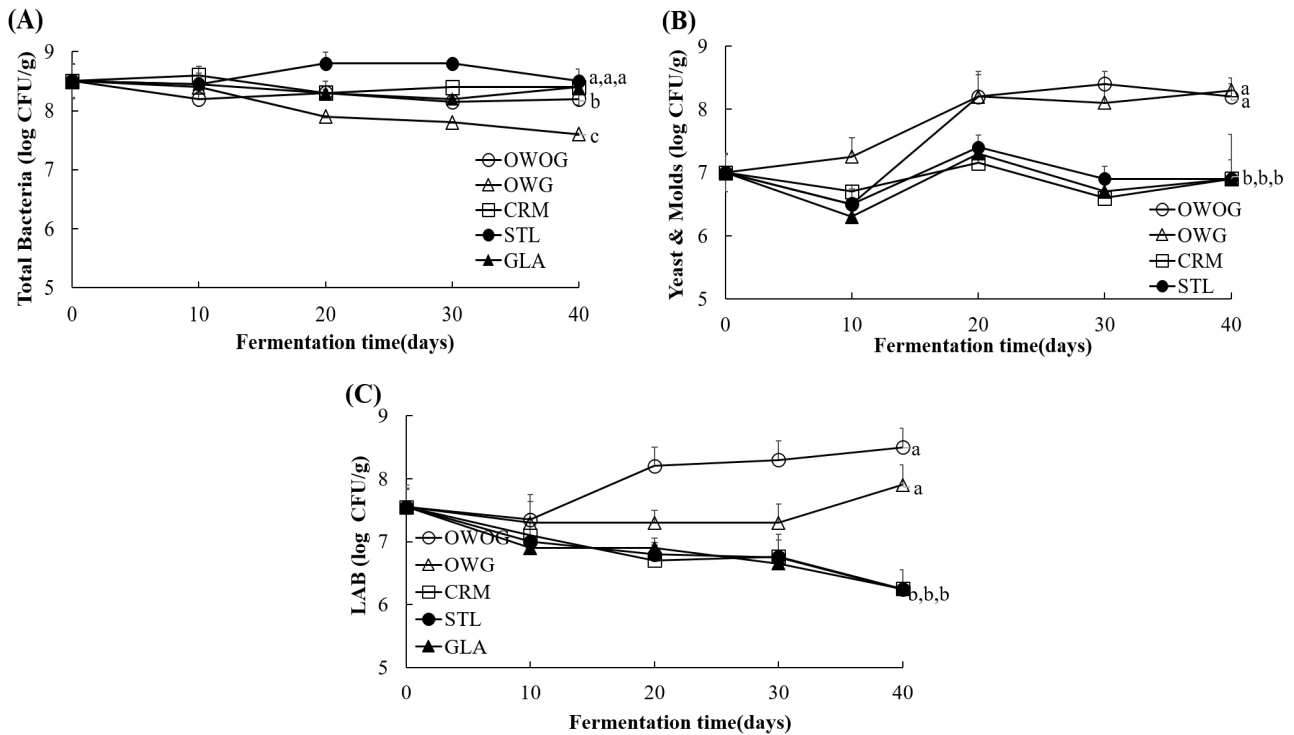 (A)
Total Bacteria (log CFU/g)
9
8
7
6
5
0 10 20 30 40
Fermentation time(days)
a,a,a
b
c
OWOG
OWG
CRM
STL
GLA
(B)
Yeast & Molds (log CFU/g)
9
8
7
6
5
0 10 20 30 40
Fermentation time(days)
a
a
b,b,b
OWOG
OWG
CRM
STL
(C)
LAB (log CFU/g)
9
8
7
6
5
0 10 20 30 40
Fermentation time(days)
a
a
b,b,b
OWOG
OWG
CRM
STL
GLA